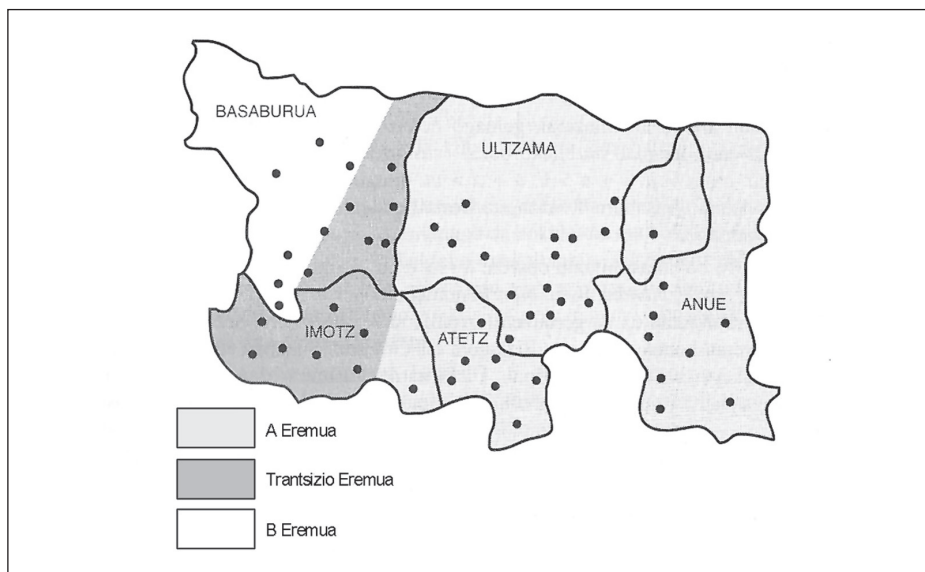 BASABURUA
ULTZAMA
IMOTZ
ATETZ
ANUE
A Eremua
Trantsizio Eremua
B Eremua